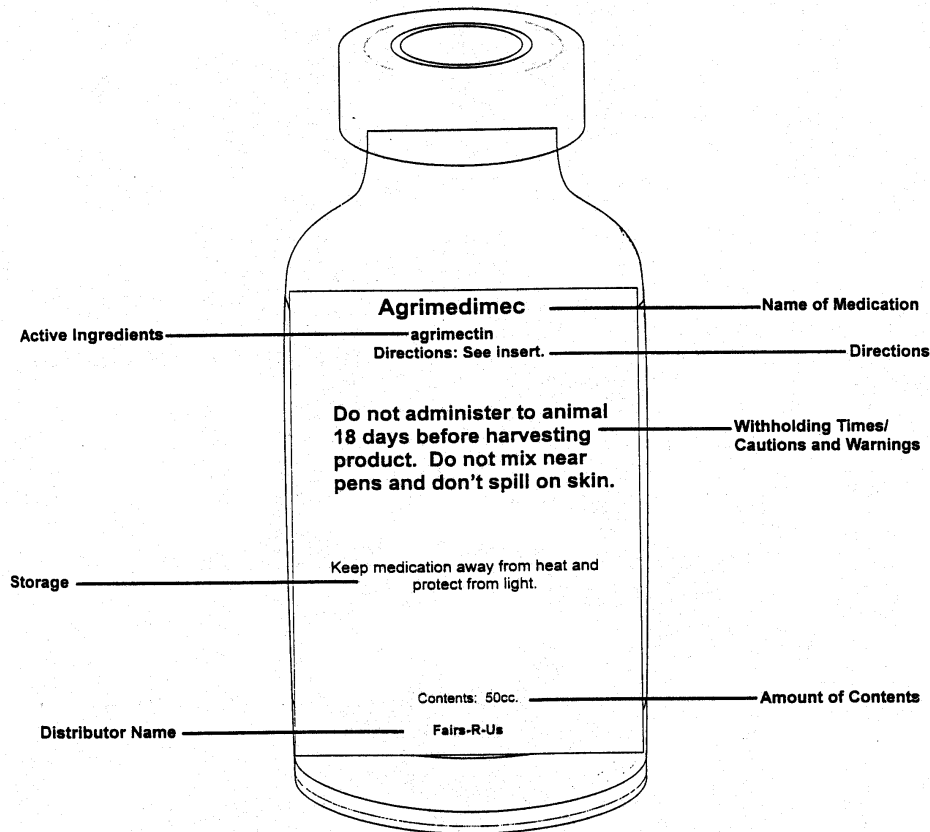 Agrimedimec
Name of Medication
Active Ingredients
agrimectin
Directions: See insert.
Directions
Do not administer to animal
18 days before harvesting
product. Do not mix near
pens and don't spill on skin.
Withholding Times/
Cautions and Warnings
Storage
Keep medication away from heat and
protect from light.
Contents: 50cc.
Amount of Contents
Distributor Name
Fairs-R-Us